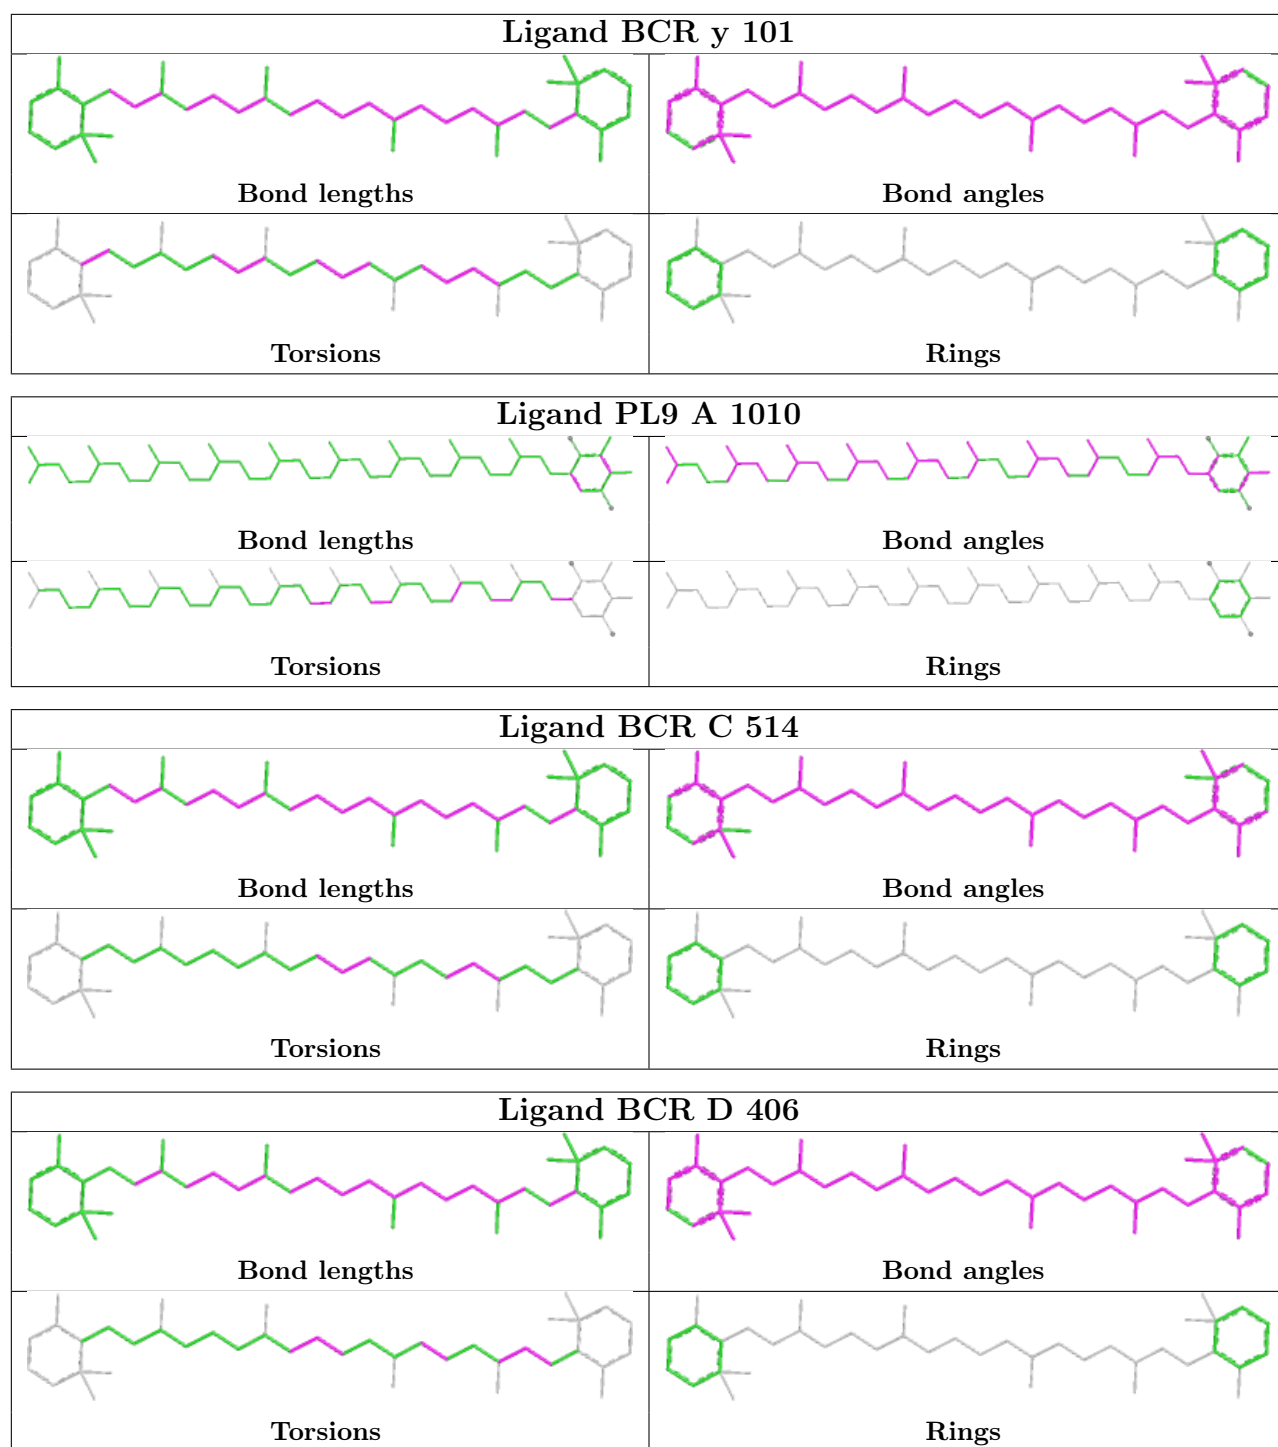 Ligand BCR y 101
Bond lengths
Bond angles
Torsions
Rings
Ligand PL9 A 1010
Bond lengths
Bond angles
Torsions
Rings
Ligand BCR C 514
Bond lengths
Bond angles
Torsions
Rings
Ligand BCR D 406
Bond lengths
Bond angles
Torsions
Rings